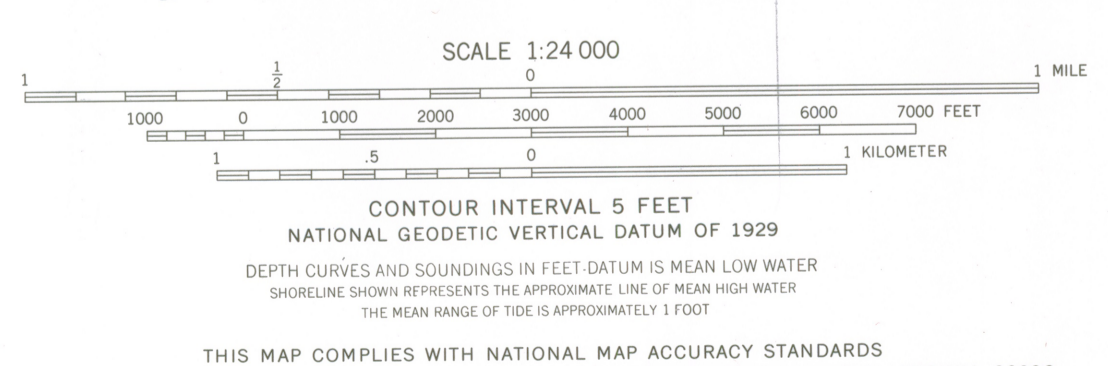 SCALE 1:24 000
1 ½ 0 1 MILE
1000 0 1000 2000 3000 4000 5000 6000 7000 FEET
1 .5 0 1 KILOMETER
CONTOUR INTERVAL 5 FEET
NATIONAL GEODETIC VERTICAL DATUM OF 1929
DEPTH CURVES AND SOUNDINGS IN FEET-DATUM IS MEAN LOW WATER
SHORELINE SHOWN REPRESENTS THE APPROXIMATE LINE OF MEAN HIGH WATER
THE MEAN RANGE OF TIDE IS APPROXIMATELY 1 FOOT
THIS MAP COMPLIES WITH NATIONAL MAP ACCURACY STANDARDS